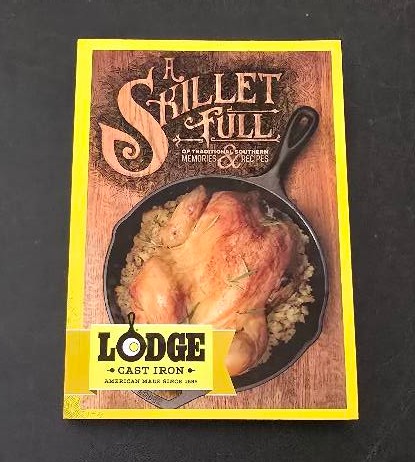 A
SKILLET
FULL
OF TRADITIONAL SOUTHERN
MEMORIES & RECIPES
LODGE
CAST IRON
AMERICAN MADE SINCE 1896